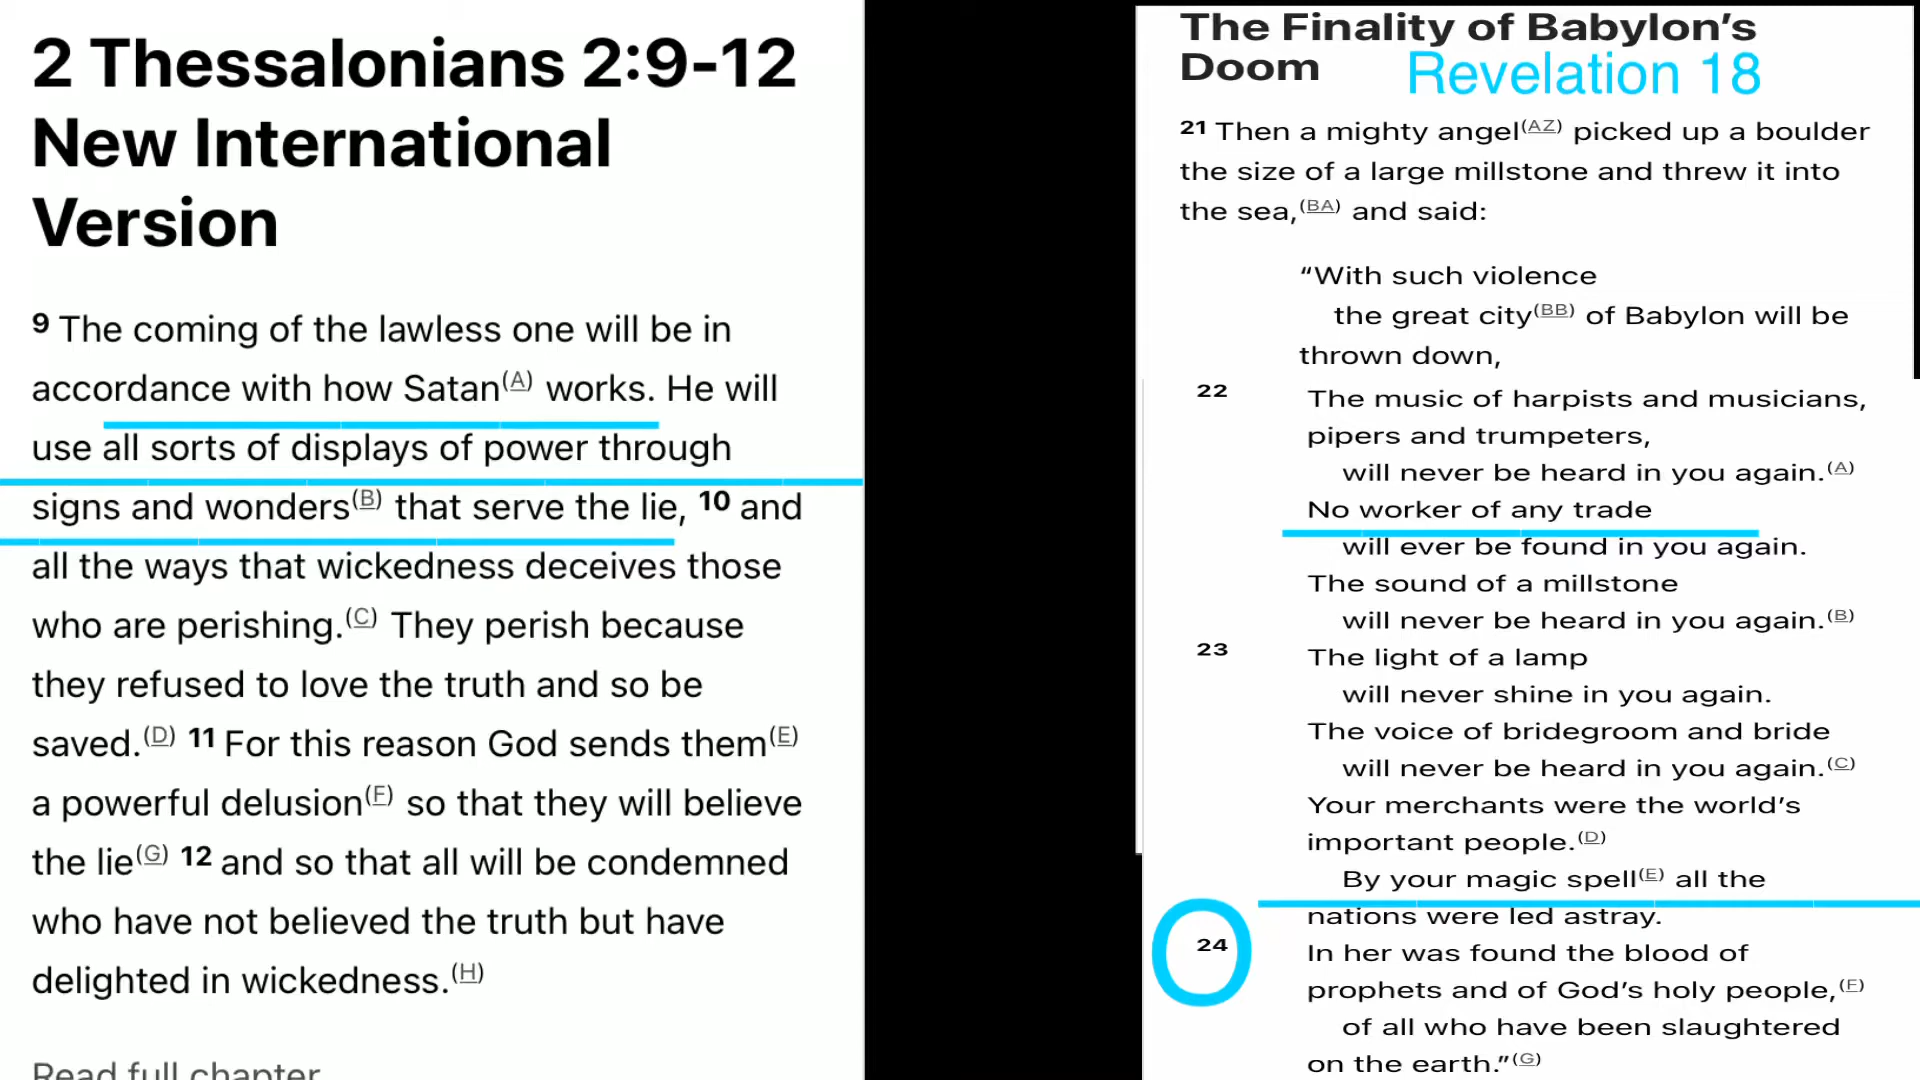 2 Thessalonians 2:9-12
New International
Version
9 The coming of the lawless one will be in
accordance with how Satan(A) works. He will
use all sorts of displays of power through
signs and wonders(B) that serve the lie, 10 and
all the ways that wickedness deceives those
who are perishing.(C) They perish because
they refused to love the truth and so be
saved.(D) 11 For this reason God sends them(E)
a powerful delusion(F) so that they will believe
the lie(G) 12 and so that all will be condemned
who have not believed the truth but have
delighted in wickedness.(H)
Read full chapter
The Finality of Babylon’s
Doom
Revelation 18
21 Then a mighty angel(AZ) picked up a boulder
the size of a large millstone and threw it into
the sea,(BA) and said:
“With such violence
the great city(BB) of Babylon will be
thrown down,
22 The music of harpists and musicians,
pipers and trumpeters,
will never be heard in you again.(A)
No worker of any trade
will ever be found in you again.
The sound of a millstone
will never be heard in you again.(B)
23 The light of a lamp
will never shine in you again.
The voice of bridegroom and bride
will never be heard in you again.(C)
Your merchants were the world’s
important people.(D)
By your magic spell(E) all the
nations were led astray.
24 In her was found the blood of
prophets and of God’s holy people,(F)
of all who have been slaughtered
on the earth.”(G)